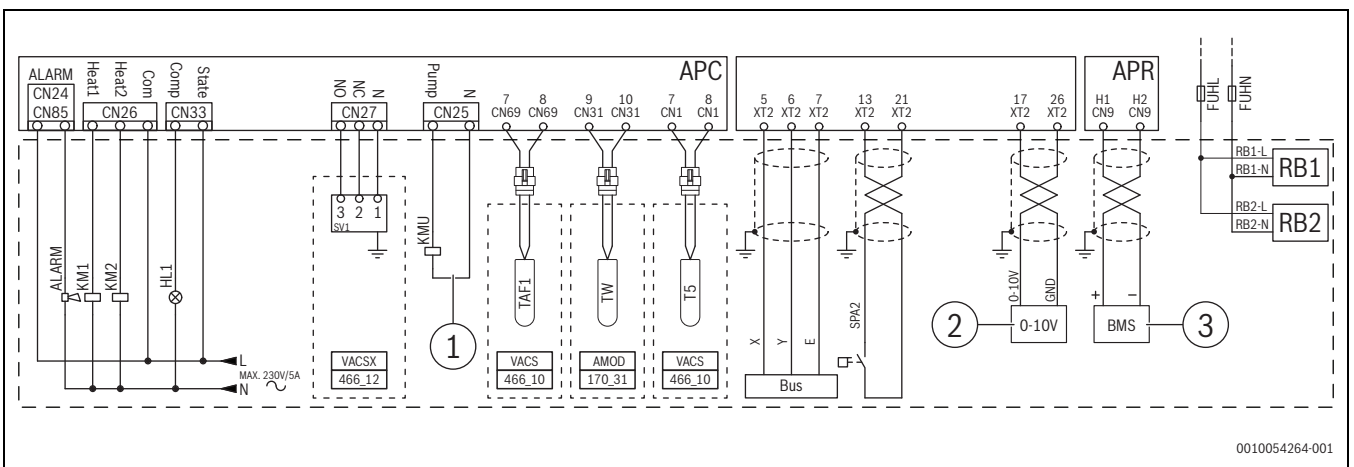 APC
APR
ALARM
CN24
CN85
Heat1
Heat2
Com
CN26
Comp
State
CN33
NO
NC
N
CN27
Pump
N
CN25
7
CN69
8
CN69
9
CN31
10
CN31
7
CN1
8
CN1
5
XT2
6
XT2
7
XT2
13
XT2
21
XT2
17
XT2
26
XT2
H1
CN9
H2
CN9
FUHL
FUHN
RB1-L
RB1-N
RB1
RB2-L
RB2-N
RB2
3 2 1
SV1
KMU
ALARM
KM1
KM2
HL1
TAF1
TW
T5
SPA2
0-10V
GND
+
–
X
Y
E
1
2
0-10V
BMS
3
L
MAX. 230V/5A
N
VACSX
466_12
VACS
466_10
AMOD
170_31
VACS
466_10
Bus
0010054264-001